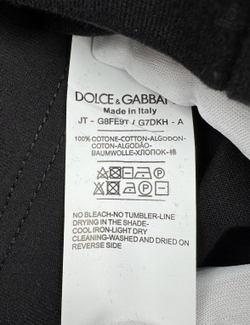 DOLCE & GABBAN
Made in Italy
JT - G8FE9T / G7DKH - A
100% COTONE-COTTON-ALGODON-
COTON-ALGODÃO-
BAUMWOLLE-ХЛОПОК-棉
NO BLEACH-NO TUMBLER-LINE
DRYING IN THE SHADE-
COOL IRON-LIGHT DRY
CLEANING-WASHED AND DRIED ON
REVERSE SIDE